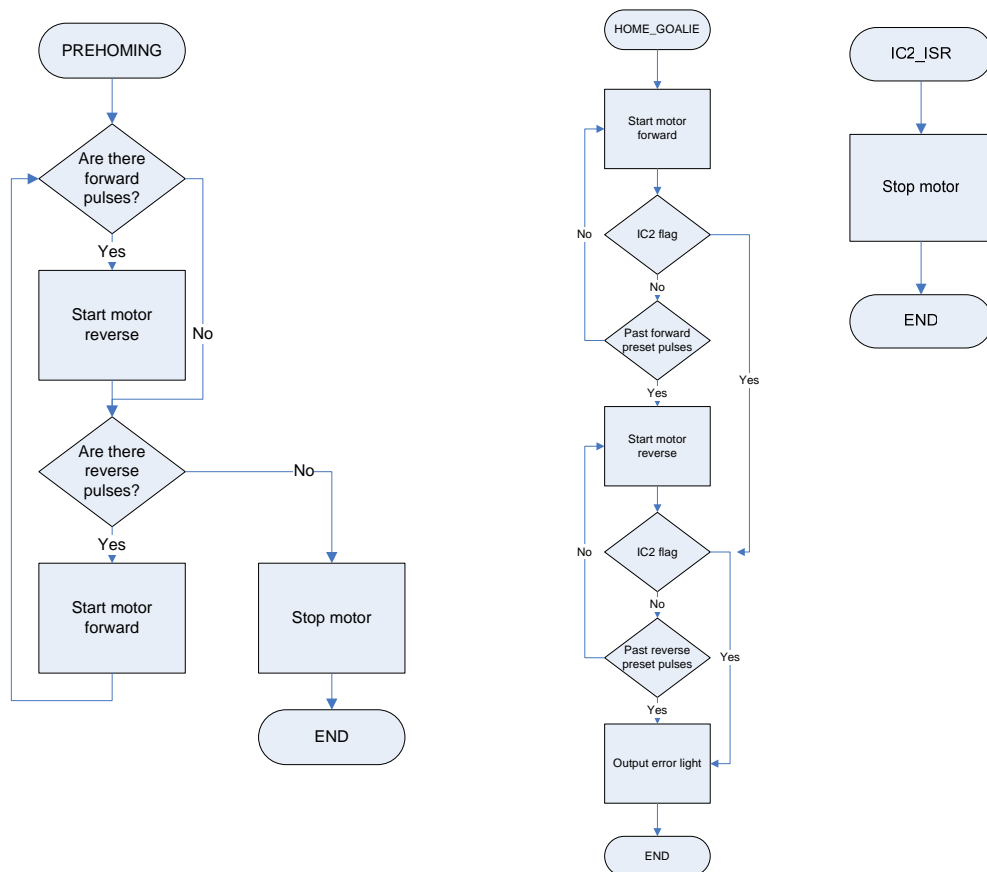 PREHOMING
Are there
forward
pulses?
Yes
Start motor
reverse
No
Are there
reverse
pulses?
No
Yes
Start motor
forward
Stop motor
END
HOME_GOALIE
Start motor
forward
No
IC2 flag
No
Past forward
preset pulses
Yes
Yes
Start motor
reverse
No
IC2 flag
No
Past reverse
preset pulses
Yes
Yes
Output error light
END
IC2_ISR
Stop motor
END